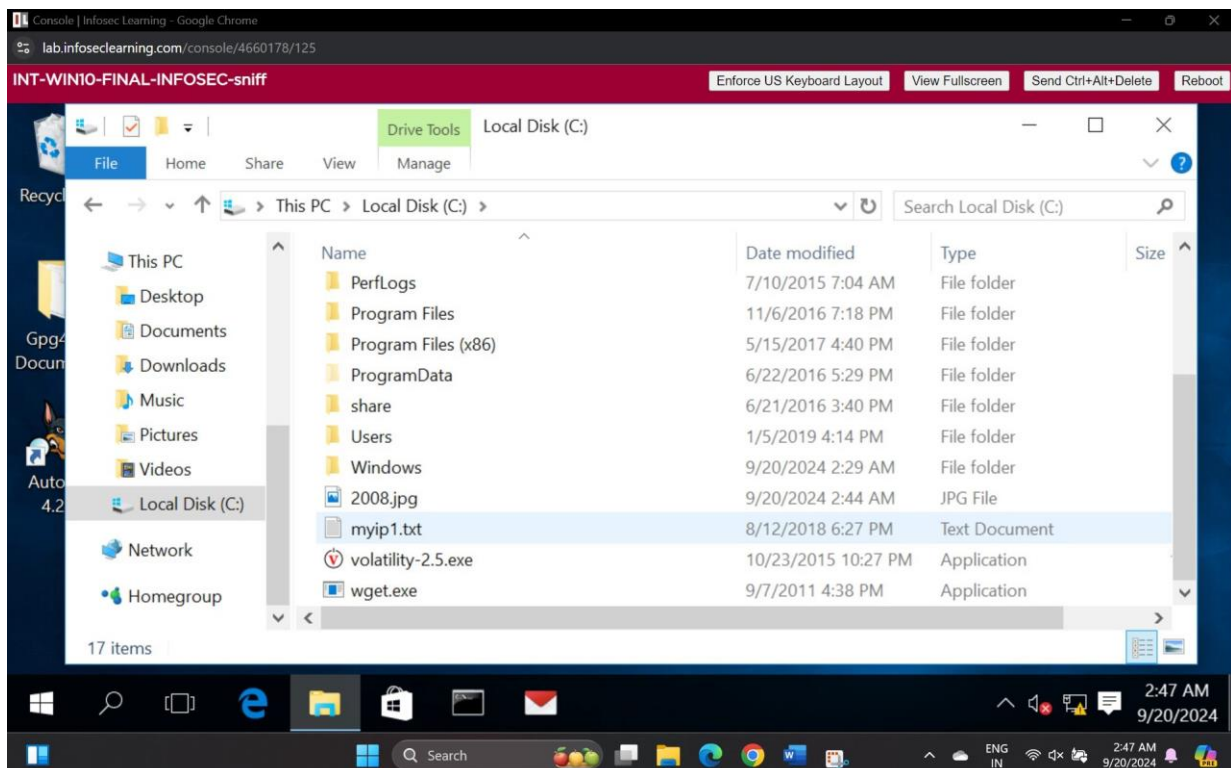 Console | Infosec Learning - Google Chrome
lab.infoseclearning.com/console/4660178/125
INT-WIN10-FINAL-INFOSEC-sniff Enforce US Keyboard Layout View Fullscreen Send Ctrl+Alt+Delete Reboot
Drive Tools Local Disk (C:)
File Home Share View Manage
Recycl
This PC > Local Disk (C:) > Search Local Disk (C:)
Name Date modified Type Size
This PC
Desktop
Documents
Downloads
Music
Pictures
Videos
Local Disk (C:)
Network
Homegroup
PerfLogs 7/10/2015 7:04 AM File folder
Program Files 11/6/2016 7:18 PM File folder
Program Files (x86) 5/15/2017 4:40 PM File folder
ProgramData 6/22/2016 5:29 PM File folder
share 6/21/2016 3:40 PM File folder
Users 1/5/2019 4:14 PM File folder
Windows 9/20/2024 2:29 AM File folder
2008.jpg 9/20/2024 2:44 AM JPG File
myip1.txt 8/12/2018 6:27 PM Text Document
volatility-2.5.exe 10/23/2015 10:27 PM Application
wget.exe 9/7/2011 4:38 PM Application
Gpg4
Docum
Auto
4.2
17 items
2:47 AM
9/20/2024
Search
ENG
IN
2:47 AM
9/20/2024
PRE